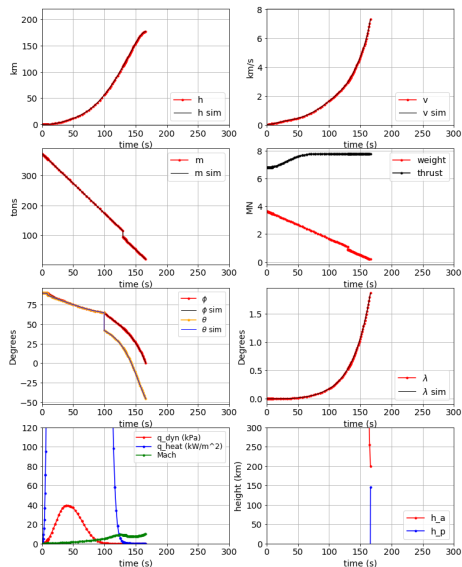 200
150
100
50
0
km
h
h sim
0 50 100 150 200 250 300
time (s)
8
6
4
2
0
km/s
v
v sim
0 50 100 150 200 250 300
time (s)
300
200
100
tons
m
m sim
0 50 100 150 200 250 300
time (s)
8
6
4
2
0
MN
weight
thrust
0 50 100 150 200 250 300
time (s)
75
50
25
0
−25
−50
Degrees
ϕ
ϕ sim
θ
θ sim
0 50 100 150 200 250 300
time (s)
1.5
1.0
0.5
0.0
Degrees
λ
λ sim
0 50 100 150 200 250 300
time (s)
120
100
80
60
40
20
0
q_dyn (kPa)
q_heat (kW/m^2)
Mach
0 50 100 150 200 250 300
time (s)
300
250
200
150
100
50
0
height (km)
h_a
h_p
0 50 100 150 200 250 300
time (s)